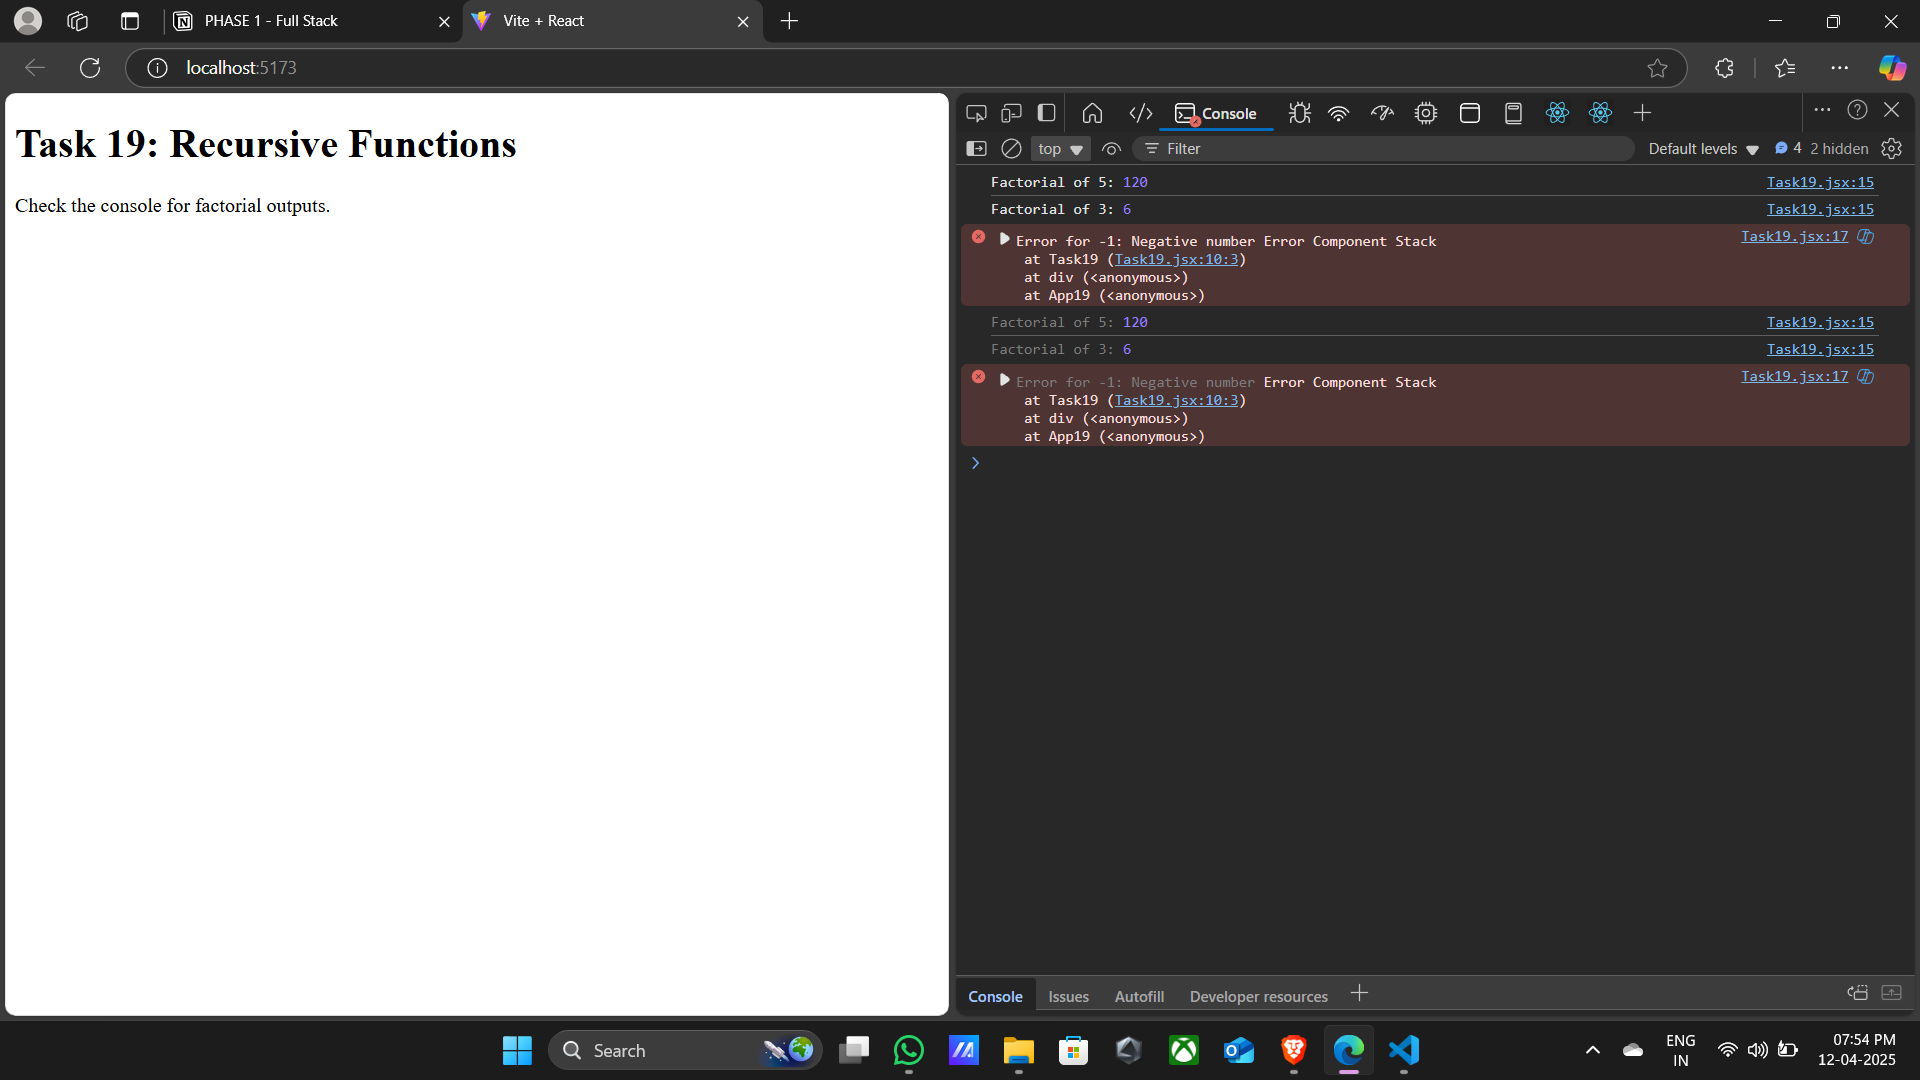 PHASE 1 - Full Stack
Vite + React
localhost:5173
Task 19: Recursive Functions
Check the console for factorial outputs.
Console
top
Filter
Default levels
4
2 hidden
Factorial of 5: 120 Task19.jsx:15
Factorial of 3: 6 Task19.jsx:15
Error for -1: Negative number Error Component Stack Task19.jsx:17
at Task19 (Task19.jsx:10:3)
at div (<anonymous>)
at App19 (<anonymous>)
Factorial of 5: 120 Task19.jsx:15
Factorial of 3: 6 Task19.jsx:15
Error for -1: Negative number Error Component Stack Task19.jsx:17
at Task19 (Task19.jsx:10:3)
at div (<anonymous>)
at App19 (<anonymous>)
Console Issues Autofill Developer resources
Search
ENG
IN
07:54 PM
12-04-2025